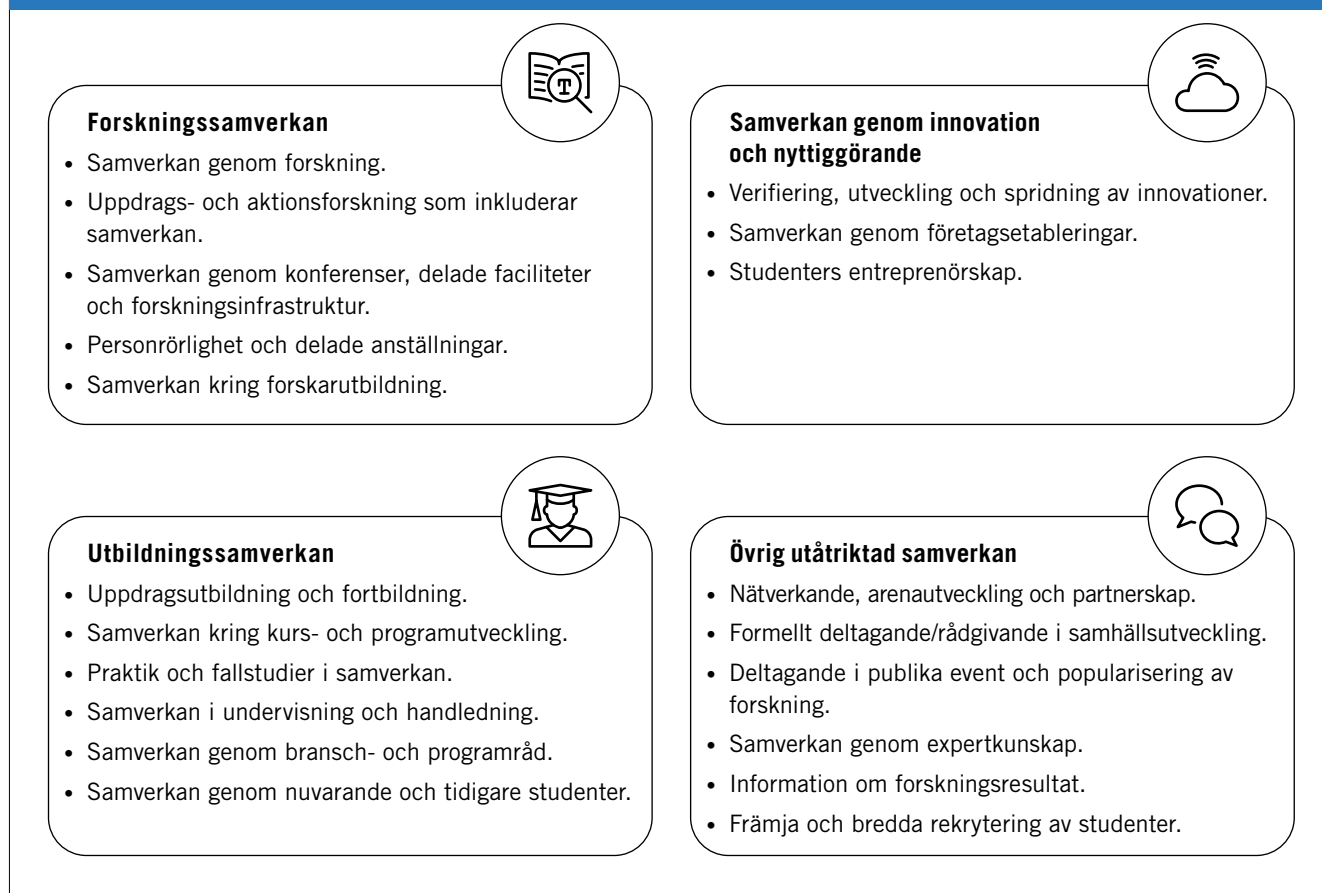 Forskningssamverkan
• Samverkan genom forskning.
• Uppdrags- och aktionsforskning som inkluderar
samverkan.
• Samverkan genom konferenser, delade faciliteter
och forskningsinfrastruktur.
• Personrörlighet och delade anställningar.
• Samverkan kring forskarutbildning.
Samverkan genom innovation
och nyttiggörande
• Verifiering, utveckling och spridning av innovationer.
• Samverkan genom företagsetableringar.
• Studenters entreprenörskap.
Utbildningssamverkan
• Uppdragsutbildning och fortbildning.
• Samverkan kring kurs- och programutveckling.
• Praktik och fallstudier i samverkan.
• Samverkan i undervisning och handledning.
• Samverkan genom bransch- och programråd.
• Samverkan genom nuvarande och tidigare studenter.
Övrig utåtriktad samverkan
• Nätverkande, arenautveckling och partnerskap.
• Formellt deltagande/rådgivande i samhällsutveckling.
• Deltagande i publika event och popularisering av
forskning.
• Samverkan genom expertkunskap.
• Information om forskningsresultat.
• Främja och bredda rekrytering av studenter.
T